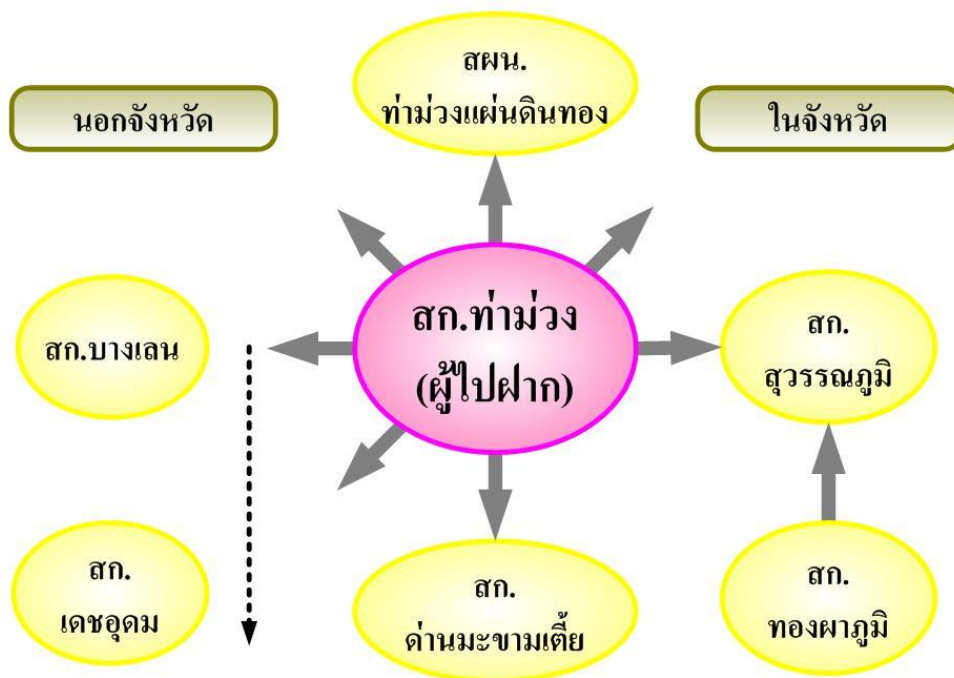 สผน.
ท่าม่วงแผ่นดินทอง
นอกจังหวัด
ในจังหวัด
สก.ท่าม่วง
(ผู้ไปฝาก)
สก.บางเลน
สก.
สุวรรณภูมิ
สก.
เดชอุดม
สก.
ด่านมะขามเตี้ย
สก.
ทองผาภูมิ